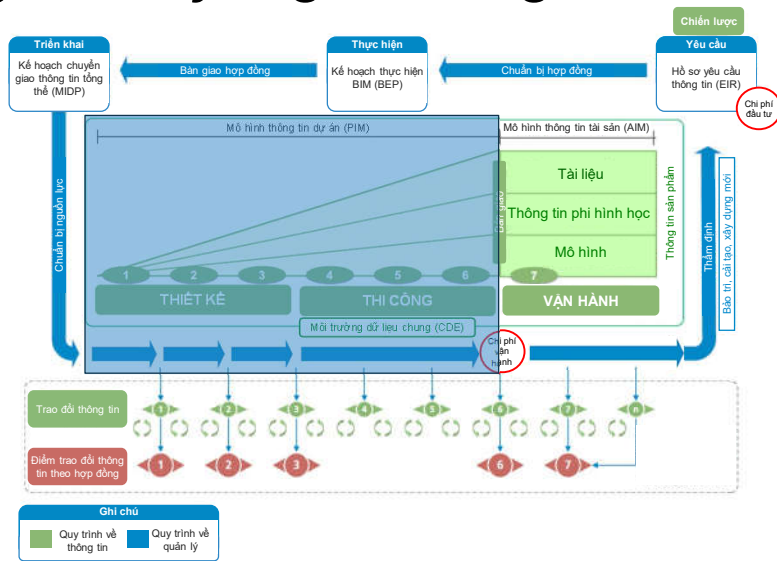 Chiến lược
Triển khai
Kế hoạch chuyển
giao thông tin tổng
thể (MIDP)
Bàn giao hợp đồng
Thực hiện
Kế hoạch thực hiện
BIM (BEP)
Chuẩn bị hợp đồng
Yêu cầu
Hồ sơ yêu cầu
thông tin (EIR)
Chi phí
đầu tư
Mô hình thông tin dự án (PIM)
Mô hình thông tin tài sản (AIM)
Chuẩn bị nguồn lực
Bàn giao
Tài liệu
Thông tin phi hình học
Mô hình
Thông tin sản phẩm
Thẩm định
Bảo trì, cải tạo, xây dựng mới
1 2 3 4 5 6 7
THIẾT KẾ
THI CÔNG
VẬN HÀNH
Môi trường dữ liệu chung (CDE)
Chi phí
vận
hành
Trao đổi thông tin
1 2 3 4 5 6 7 n
Điểm trao đổi thông
tin theo hợp đồng
1 2 3 6 7
Ghi chú
Quy trình về
thông tin
Quy trình về
quản lý